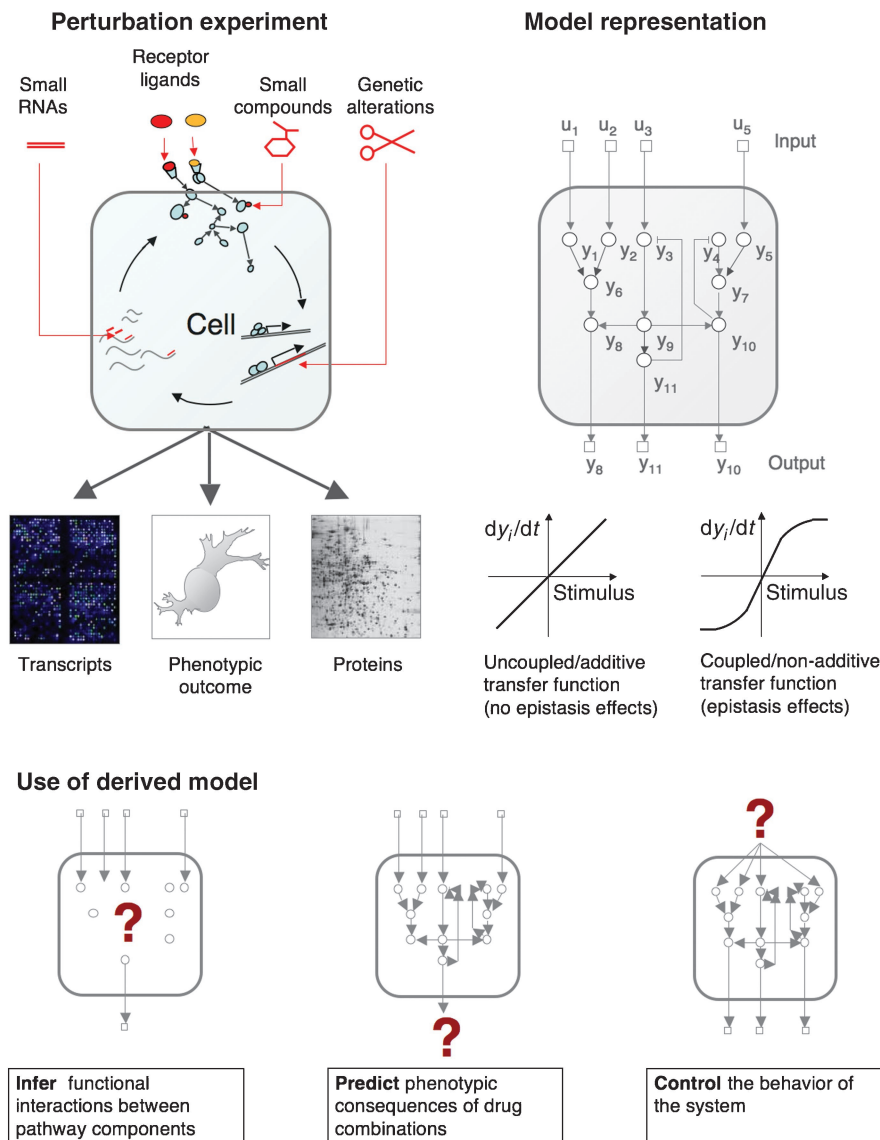 Perturbation experiment
Model representation
Small
RNAs
Receptor
ligands
Small
compounds
Genetic
alterations
Cell
Transcripts
Phenotypic
outcome
Proteins
u1
u2
u3
u5
Input
y1
y2
y3
y4
y5
y6
y7
y8
y9
y10
y11
y8
y11
y10
Output
dyi/dt
Stimulus
Uncoupled/additive
transfer function
(no epistasis effects)
dyi/dt
Stimulus
Coupled/non-additive
transfer function
(epistasis effects)
Use of derived model
?
Infer functional
interactions between
pathway components
?
Predict phenotypic
consequences of drug
combinations
?
Control the behavior of
the system